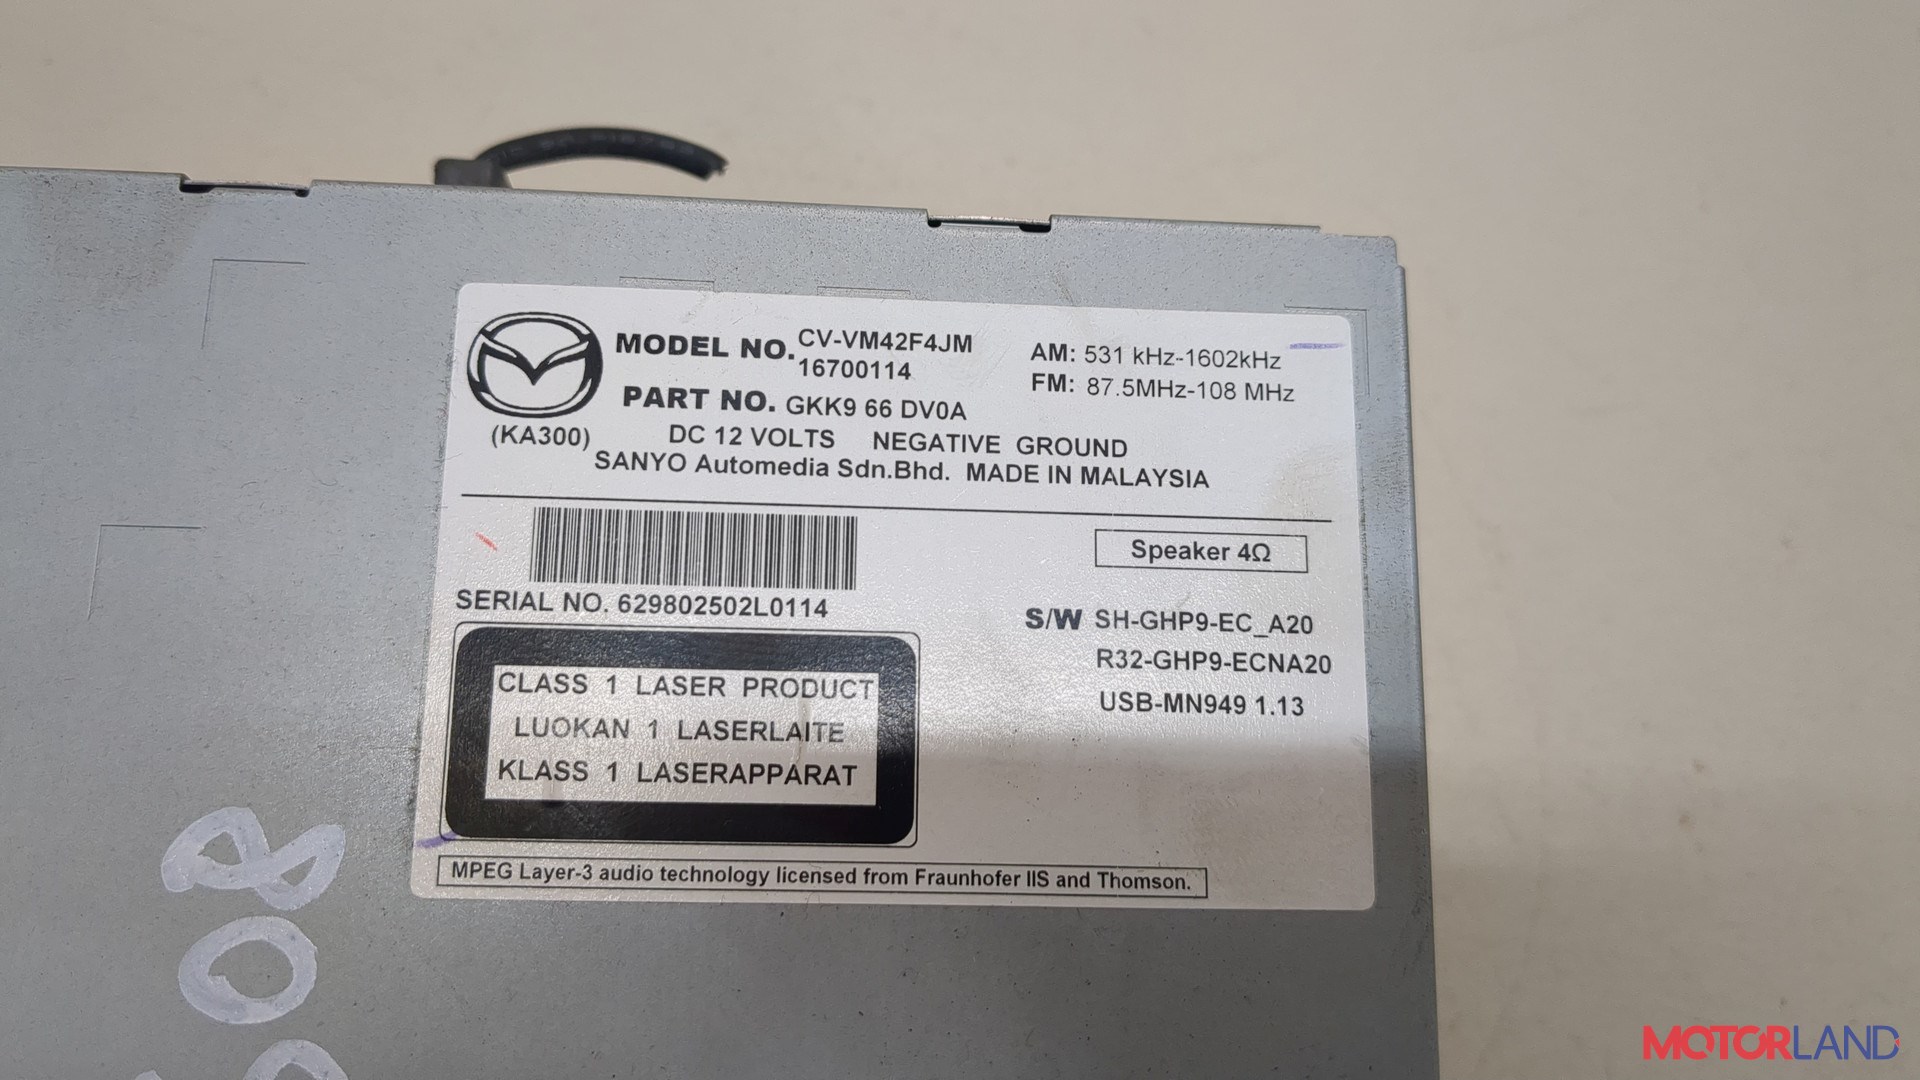 MODEL NO. CV-VM42F4JM
16700114
AM: 531 kHz-1602kHz
FM: 87.5MHz-108 MHz
PART NO. GKK9 66 DV0A
(KA300)
DC 12 VOLTS NEGATIVE GROUND
SANYO Automedia Sdn.Bhd. MADE IN MALAYSIA
Speaker 4Ω
SERIAL NO. 629802502L0114
S/W SH-GHP9-EC_A20
R32-GHP9-ECNA20
USB-MN949 1.13
CLASS 1 LASER PRODUCT
LUOKAN 1 LASERLAITE
KLASS 1 LASERAPPARAT
MPEG Layer-3 audio technology licensed from Fraunhofer IIS and Thomson.
MOTORLAND